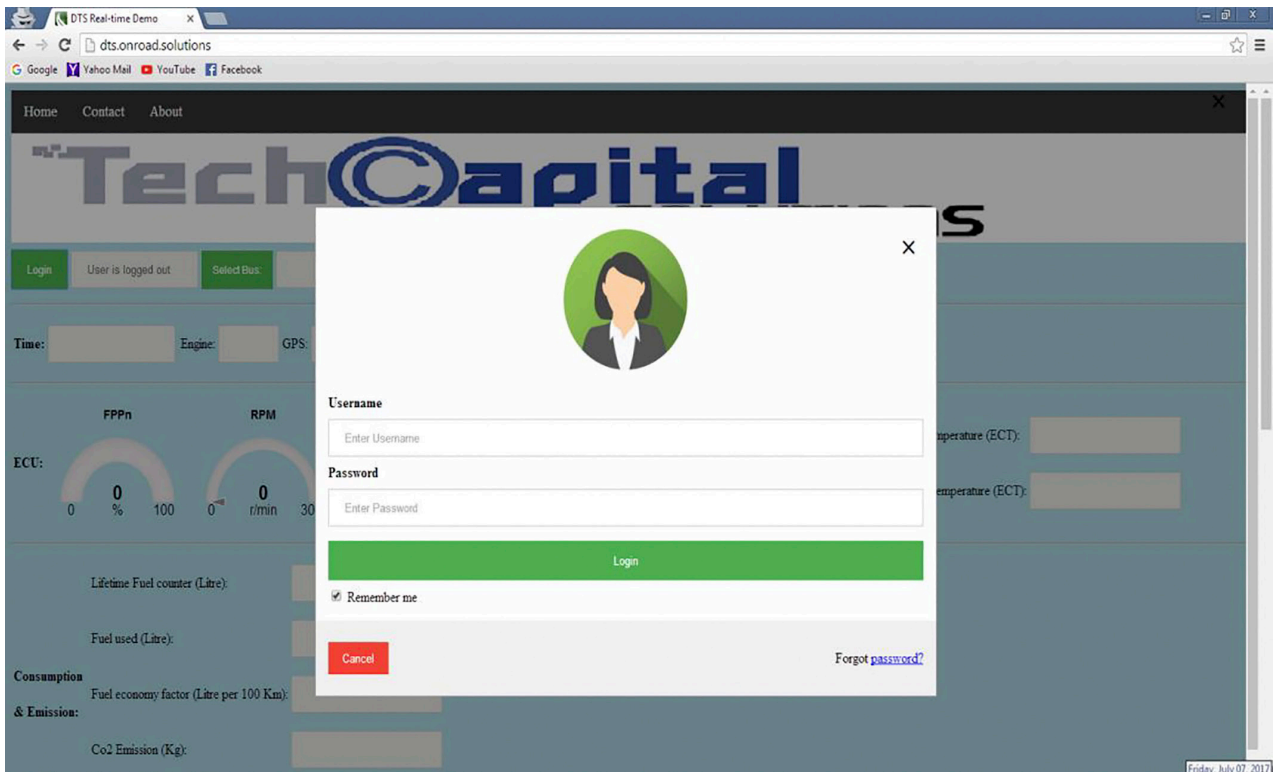 DTS Real-time Demo
dts.onroad.solutions
Google Yahoo Mail YouTube Facebook
Home Contact About X
Tech©apital
X
Login User is logged out Select Bus:
Time: Engine: GPS:
Username
Enter Username
Password
Enter Password
Login
Remember me
Cancel Forgot password?
FPPn RPM
ECU:
0 0
0 % 100 0 r/min 30
mperature (ECT):
emperature (ECT):
Lifetime Fuel counter (Litre):
Fuel used (Litre):
Consumption
& Emission:
Fuel economy factor (Litre per 100 Km):
Co2 Emission (Kg):
Friday, July 07, 2017